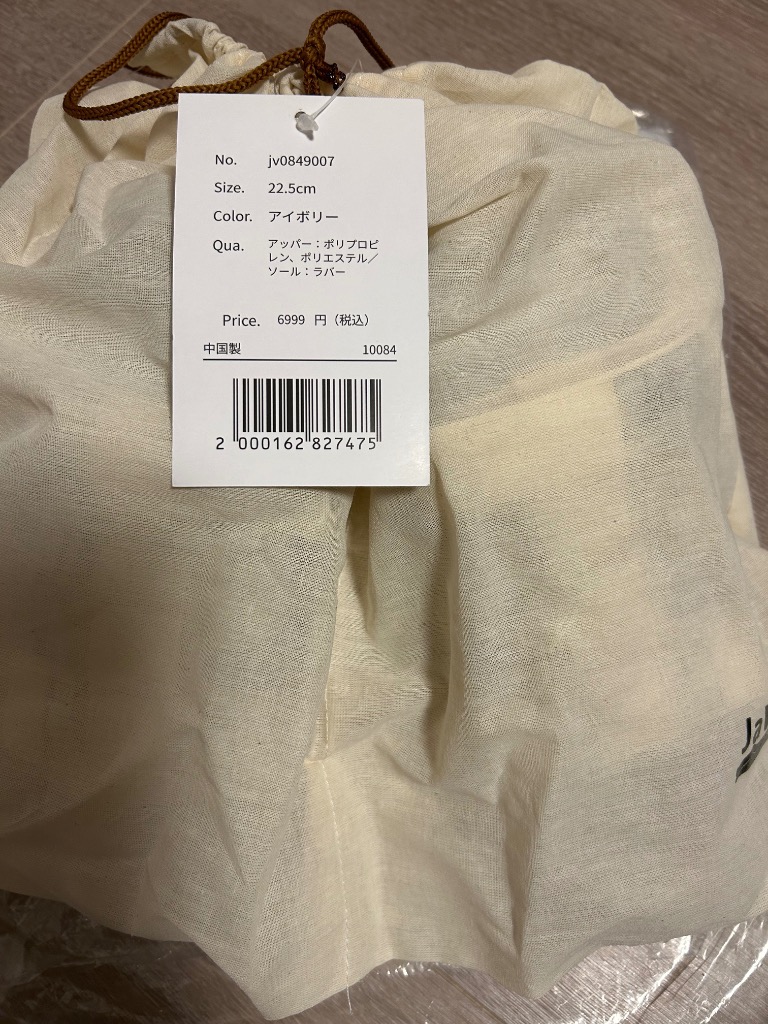 No. jv0849007
Size. 22.5cm
Color. アイボリー
Qua. アッパー：ポリプロピ
レン、ポリエステル／
ソール：ラバー
Price. 6999 円（税込）
中国製 10084
2 000162 827475